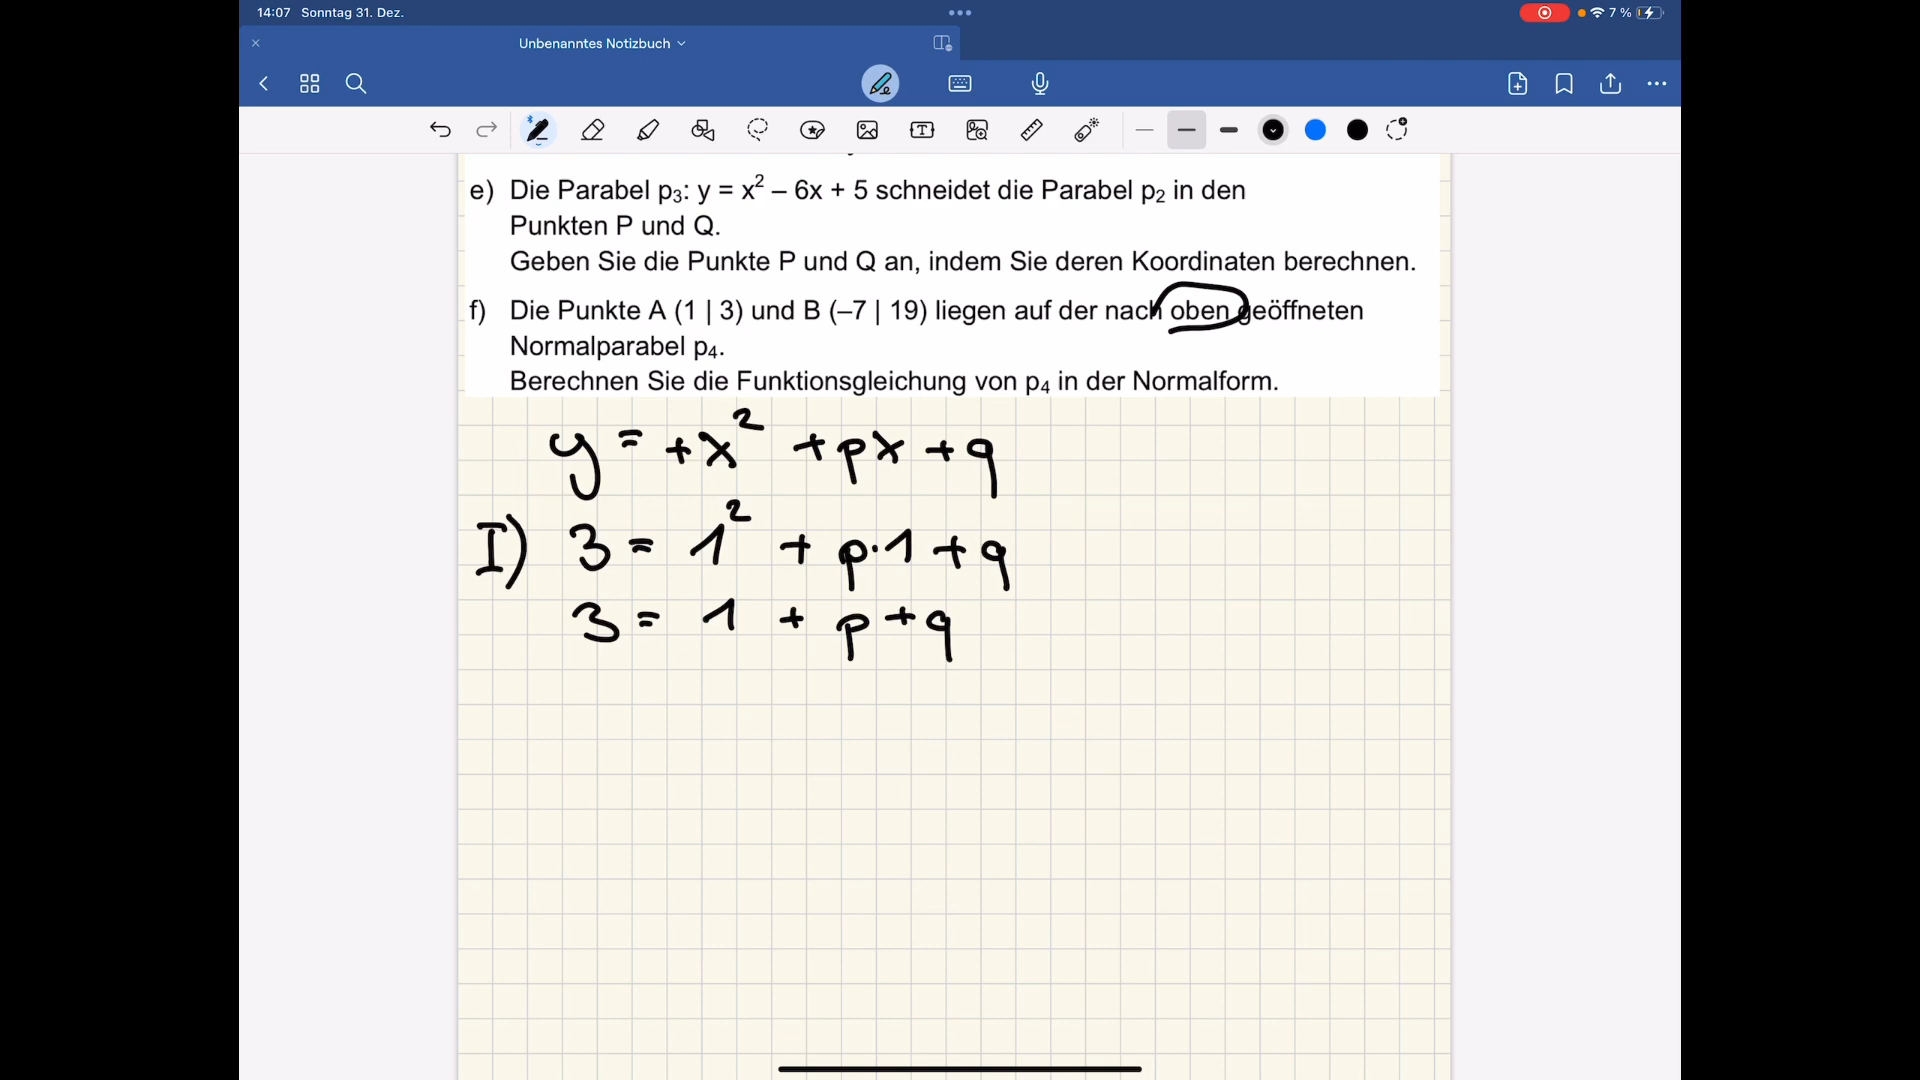 14:07 Sonntag 31. Dez.
7 %
Unbenanntes Notizbuch
e) Die Parabel p₃: y = x² – 6x + 5 schneidet die Parabel p₂ in den
Punkten P und Q.
Geben Sie die Punkte P und Q an, indem Sie deren Koordinaten berechnen.
f) Die Punkte A (1 | 3) und B (–7 | 19) liegen auf der nach oben geöffneten
Normalparabel p₄.
Berechnen Sie die Funktionsgleichung von p₄ in der Normalform.
y = +x² + px + q
I) 3 = 1² + p·1 + q
3 = 1 + p + q